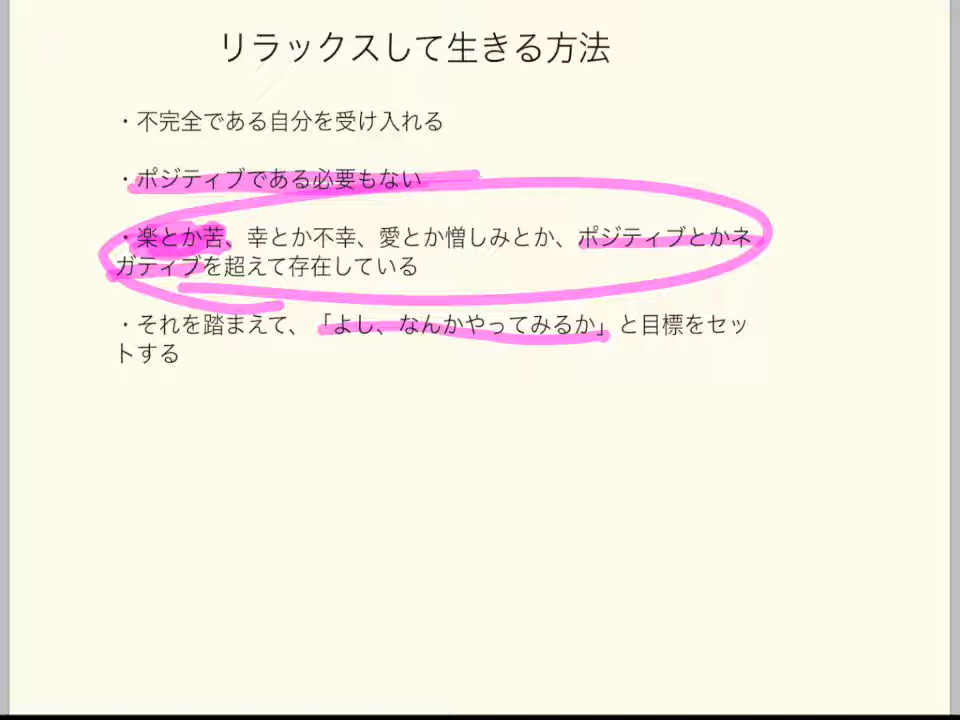 リラックスして生きる方法
・不完全である自分を受け入れる
・ポジティブである必要もない
・楽とか苦、幸とか不幸、愛とか憎しみとか、ポジティブとかネ
ガティブを超えて存在している
・それを踏まえて、「よし、なんかやってみるか」と目標をセッ
トする